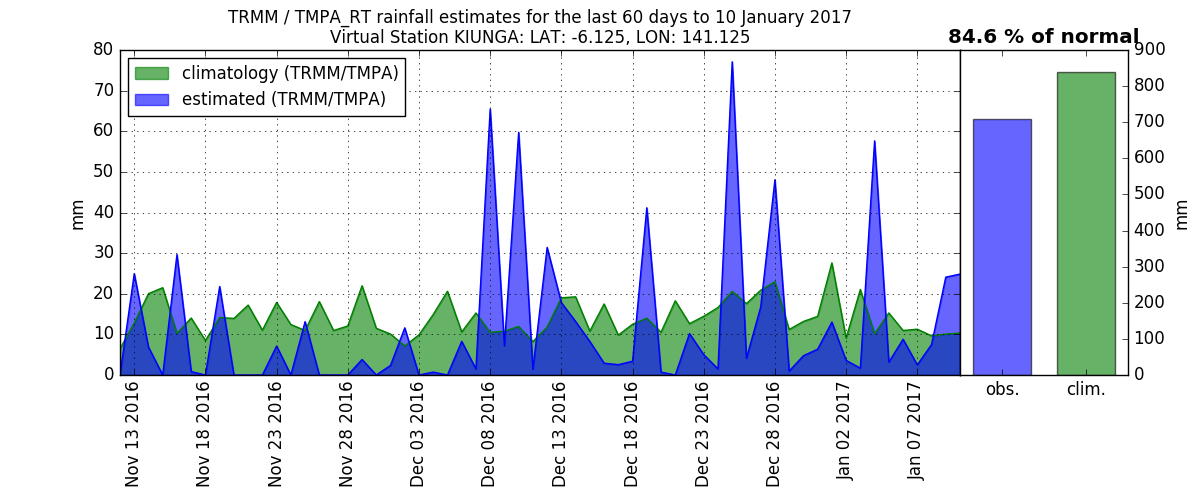 TRMM / TMPA_RT rainfall estimates for the last 60 days to 10 January 2017
Virtual Station KIUNGA: LAT: -6.125, LON: 141.125
84.6 % of normal
climatology (TRMM/TMPA)
estimated (TRMM/TMPA)
80
70
60
50
40
30
20
10
0
mm
Nov 13 2016
Nov 18 2016
Nov 23 2016
Nov 28 2016
Dec 03 2016
Dec 08 2016
Dec 13 2016
Dec 18 2016
Dec 23 2016
Dec 28 2016
Jan 02 2017
Jan 07 2017
900
800
700
600
500
400
300
200
100
0
mm
obs.
clim.